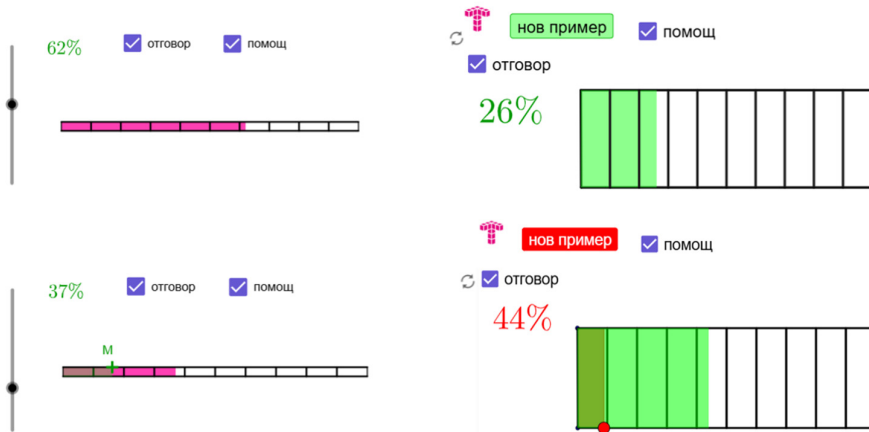 62%
отговор
помощ
нов пример
помощ
отговор
26%
37%
отговор
помощ
M
нов пример
помощ
отговор
44%